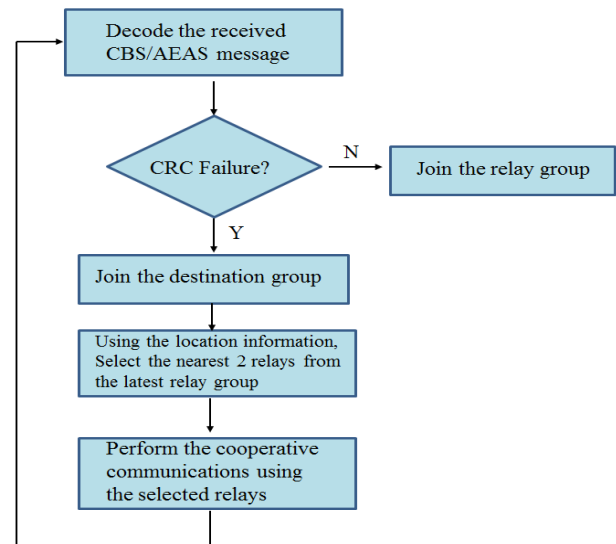 Decode the received
CBS/AEAS message
CRC Failure?
N
Join the relay group
Y
Join the destination group
Using the location information,
Select the nearest 2 relays from
the latest relay group
Perform the cooperative
communications using
the selected relays